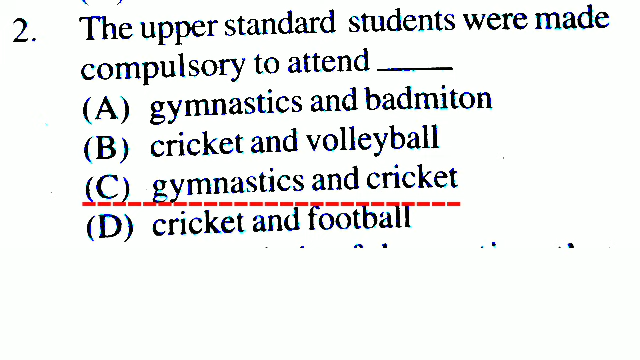 2. The upper standard students were made
compulsory to attend ______
(A) gymnastics and badmiton
(B) cricket and volleyball
(C) gymnastics and cricket
(D) cricket and football